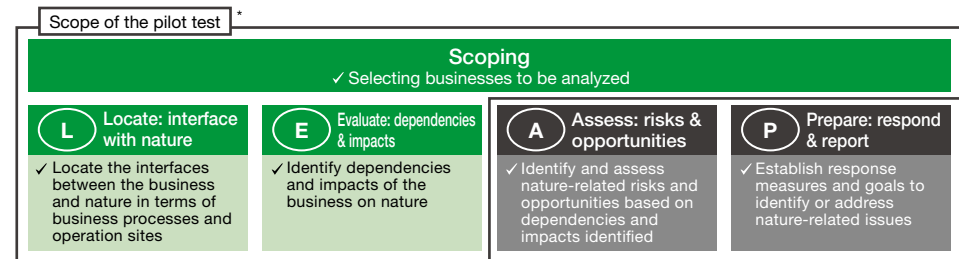 Scope of the pilot test *
Scoping
✓ Selecting businesses to be analyzed
L
Locate: interface
with nature
✓ Locate the interfaces
between the business
and nature in terms of
business processes and
operation sites
E
Evaluate: dependencies
& impacts
✓ Identify dependencies
and impacts of the
business on nature
A
Assess: risks &
opportunities
✓ Identify and assess
nature-related risks and
opportunities based on
dependencies and
impacts identified
P
Prepare: respond
& report
✓ Establish response
measures and goals to
identify or address
nature-related issues